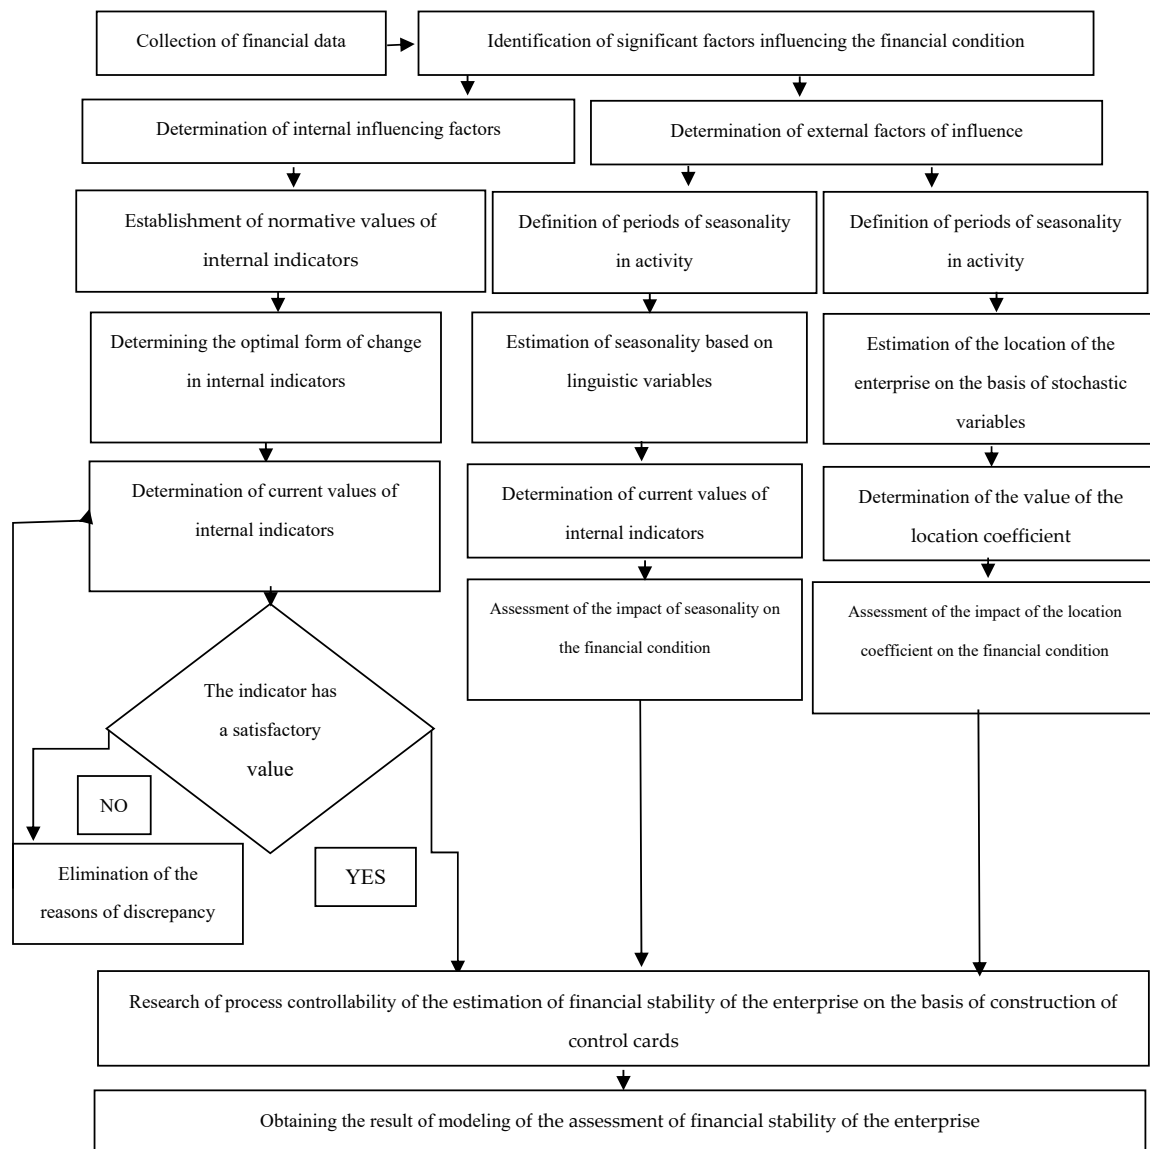 Collection of financial data
Identification of significant factors influencing the financial condition
Determination of internal influencing factors
Determination of external factors of influence
Establishment of normative values of
internal indicators
Definition of periods of seasonality
in activity
Definition of periods of seasonality
in activity
Determining the optimal form of change
in internal indicators
Estimation of seasonality based on
linguistic variables
Estimation of the location of the
enterprise on the basis of stochastic
variables
Determination of current values of
internal indicators
Determination of current values of
internal indicators
Determination of the value of the
location coefficient
Assessment of the impact of seasonality on
the financial condition
Assessment of the impact of the location
coefficient on the financial condition
The indicator has
a satisfactory
value
NO
YES
Elimination of the
reasons of discrepancy
Research of process controllability of the estimation of financial stability of the enterprise on the basis of construction of
control cards
Obtaining the result of modeling of the assessment of financial stability of the enterprise